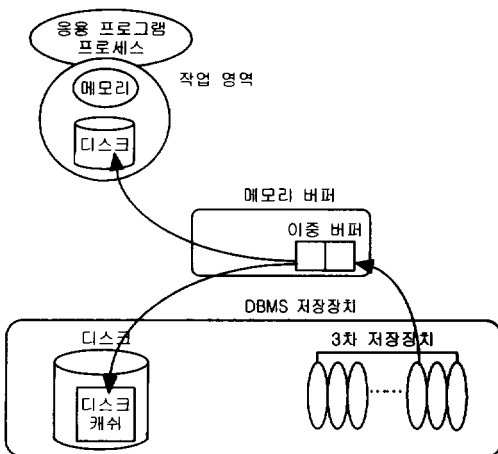 응용 프로그램
프로세스
작업 영역
메모리
디스크
메모리 버퍼
이중 버퍼
DBMS 저장장치
디스크
3차 저장장치
디스크
캐쉬